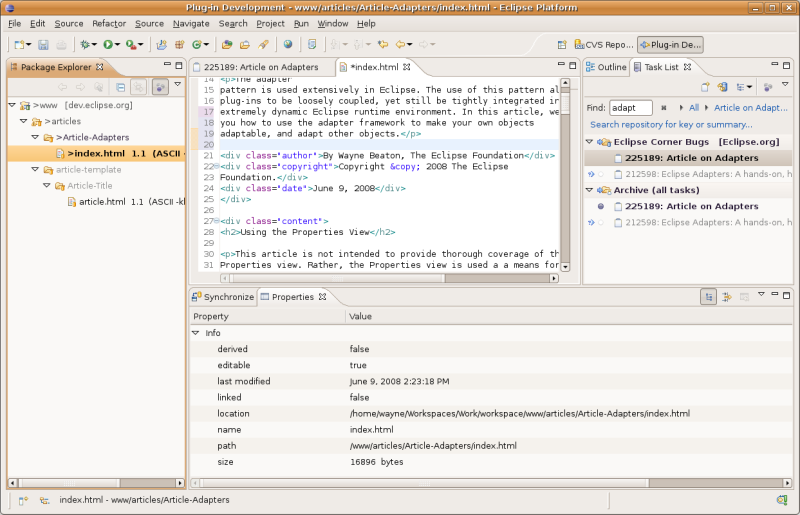 Plug-in Development - www/articles/Article-Adapters/index.html - Eclipse Platform
File Edit Source Refactor Source Navigate Search Project Run Window Help
CVS Repo... Plug-in De...
Package Explorer
>www [dev.eclipse.org]
>articles
>Article-Adapters
>index.html 1.1 (ASCII
article-template
Article-Title
article.html 1.1 (ASCII -kl
225189: Article on Adapters *index.html
14 <p>The adapter
15 pattern is used extensively in Eclipse. The use of this pattern al
16 plug-ins to be loosely coupled, yet still be tightly integrated in
17 extremely dynamic Eclipse runtime environment. In this article, we
18 you how to use the adapter framework to make your own objects
19 adaptable, and adapt other objects.</p>
20
21 <div class="author">By Wayne Beaton, The Eclipse Foundation</div>
22 <div class="copyright">Copyright &copy; 2008 The Eclipse
23 Foundation.</div>
24 <div class="date">June 9, 2008</div>
25 </div>
26
27 <div class="content">
28 <h2>Using the Properties View</h2>
29
30 <p>This article is not intended to provide thorough coverage of th
31 Properties view. Rather, the Properties view is used a a means for
Outline Task List
Find: adapt All Article on Adapt...
Search repository for key or summary...
Eclipse Corner Bugs [Eclipse.org]
225189: Article on Adapters
212598: Eclipse Adapters: A hands-on, h
Archive (all tasks)
225189: Article on Adapters
212598: Eclipse Adapters: A hands-on, h
Synchronize Properties
Property Value
Info
derived false
editable true
last modified June 9, 2008 2:23:18 PM
linked false
location /home/wayne/Workspaces/Work/workspace/www/articles/Article-Adapters/index.html
name index.html
path /www/articles/Article-Adapters/index.html
size 16896 bytes
index.html - www/articles/Article-Adapters